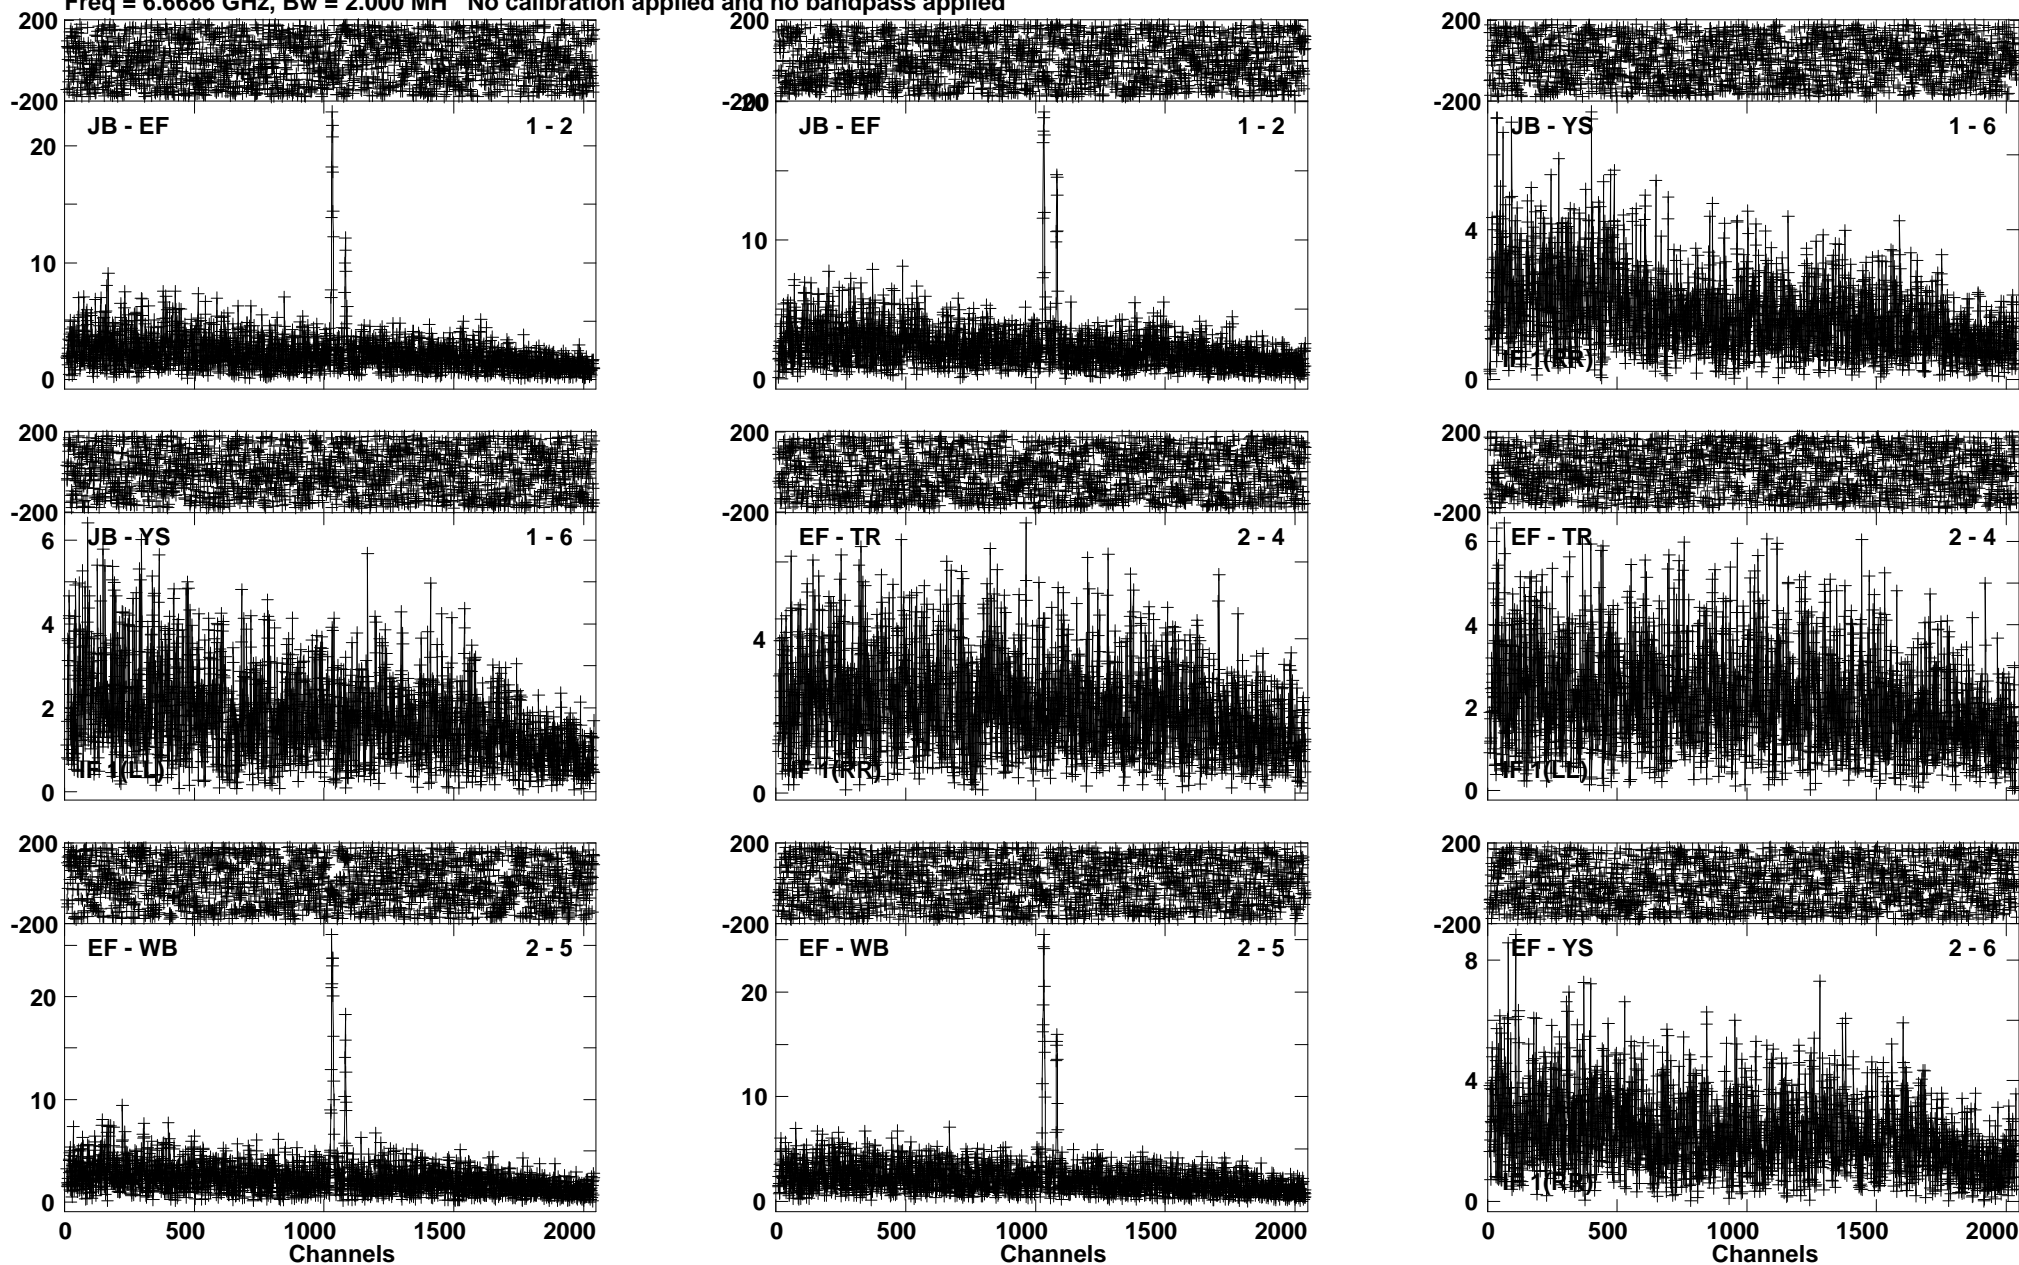 Freq = 6.6686 GHz, Bw = 2.000 MH No calibration applied and no bandpass applied
200 200 200
-200 -200 -200
JB - EF 1 - 2 JB - EF 1 - 2 JB - YS 1 - 6
20 20
4
10 10
IF 1(RR)
0 0 0
200 200 200
-200 -200 -200
JB - YS 1 - 6 EF - TR 2 - 4 EF - TR 2 - 4
6 6
4 4 4
2 2
IF 1(LL) IF 1(RR) IF 1(LL)
0 0 0
200 200 200
-200 -200 -200
EF - WB 2 - 5 EF - WB 2 - 5 EF - YS 2 - 6
20 20 8
10 10 4
IF 1(RR)
0 0 0
0 500 1000 1500 2000 0 500 1000 1500 2000 0 500 1000 1500 2000
Channels Channels Channels